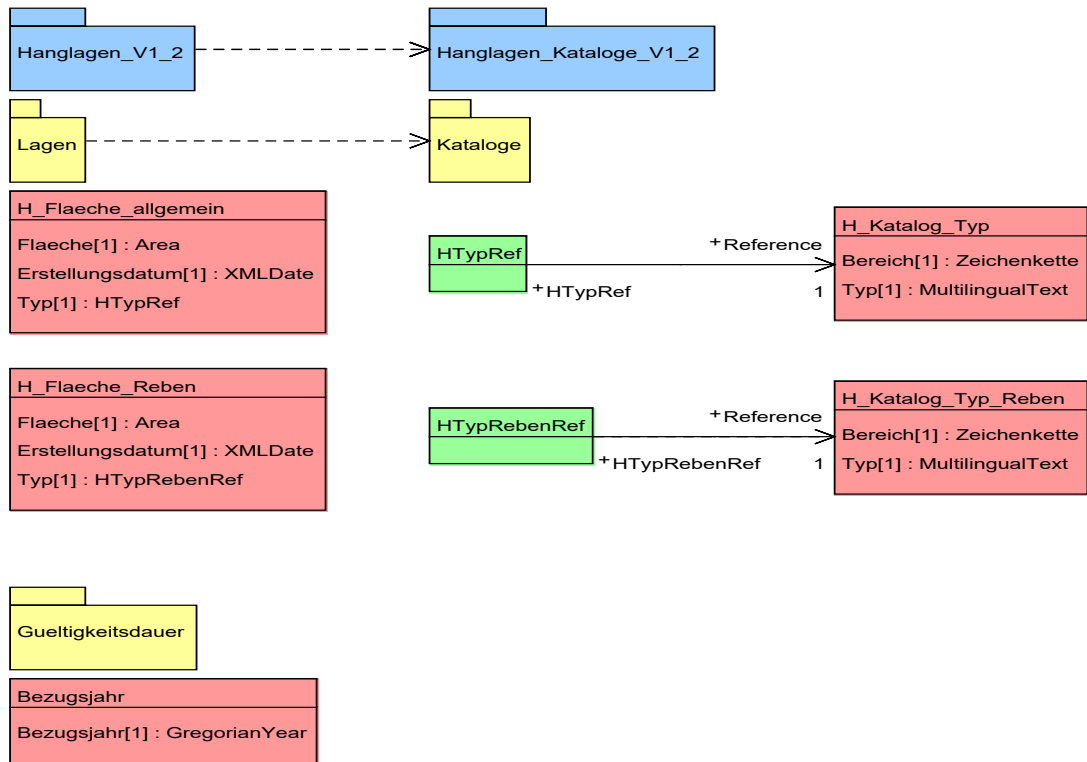 Hanglagen_V1_2
Hanglagen_Kataloge_V1_2
Lagen
Kataloge
H_Flaeche_allgemein
Flaeche[1] : Area
Erstellungsdatum[1] : XMLDate
Typ[1] : HTypRef
HTypRef
+HTypRef
+Reference
1
H_Katalog_Typ
Bereich[1] : Zeichenkette
Typ[1] : MultilingualText
H_Flaeche_Reben
Flaeche[1] : Area
Erstellungsdatum[1] : XMLDate
Typ[1] : HTypRebenRef
HTypRebenRef
+HTypRebenRef
+Reference
1
H_Katalog_Typ_Reben
Bereich[1] : Zeichenkette
Typ[1] : MultilingualText
Gueltigkeitsdauer
Bezugsjahr
Bezugsjahr[1] : GregorianYear